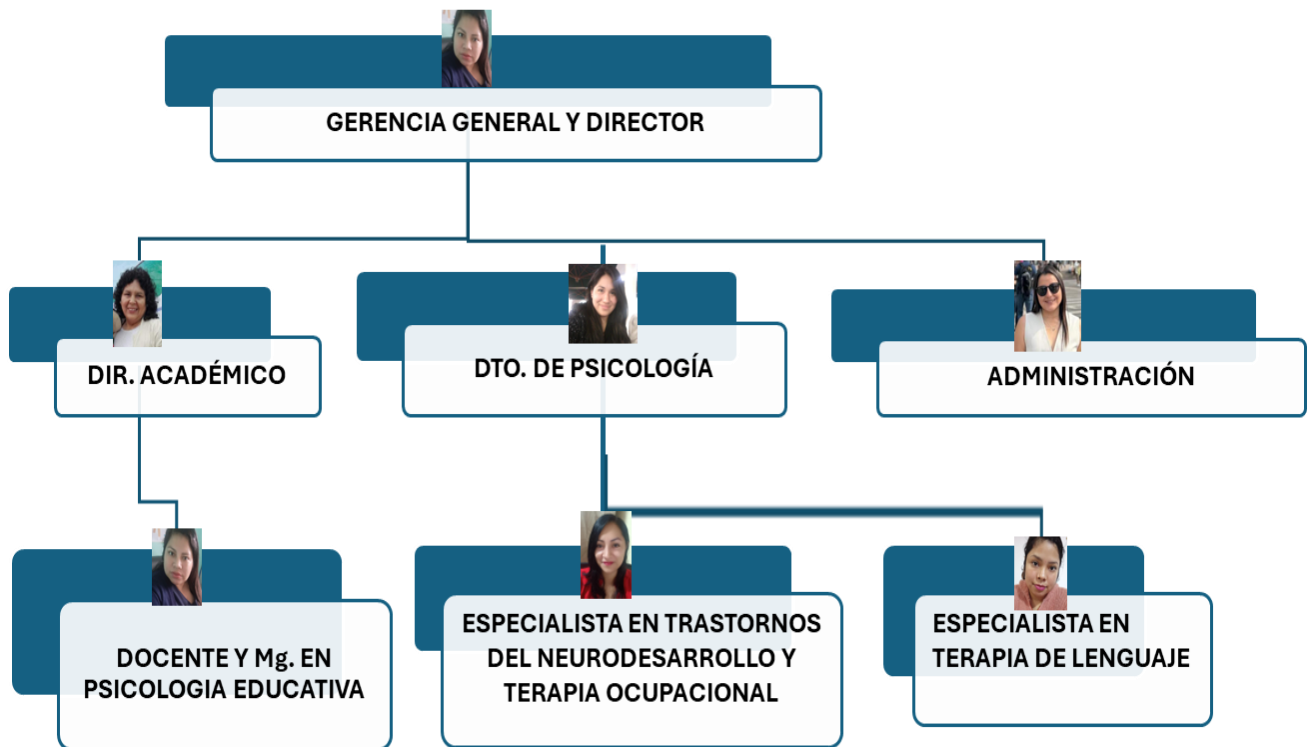 GERENCIA GENERAL Y DIRECTOR
DIR. ACADÉMICO
DTO. DE PSICOLOGÍA
ADMINISTRACIÓN
DOCENTE Y Mg. EN
PSICOLOGIA EDUCATIVA
ESPECIALISTA EN TRASTORNOS
DEL NEURODESARROLLO Y
TERAPIA OCUPACIONAL
ESPECIALISTA EN
TERAPIA DE LENGUAJE